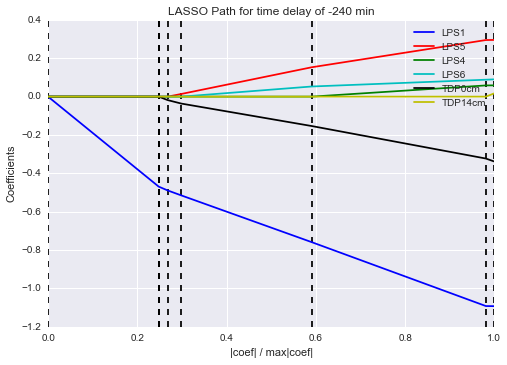 LASSO Path for time delay of -240 min
0.4
0.2
0.0
−0.2
−0.4
−0.6
−0.8
−1.0
−1.2
Coefficients
LPS1
LPS5
LPS4
LPS6
TDP0cm
TDP14cm
0.0 0.2 0.4 0.6 0.8 1.0
|coef| / max|coef|